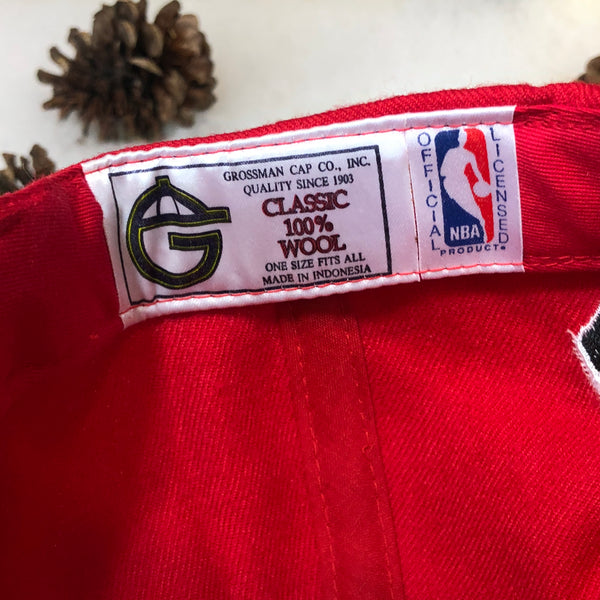 GROSSMAN CAP CO., INC.
QUALITY SINCE 1903
CLASSIC
100%
WOOL
ONE SIZE FITS ALL
MADE IN INDONESIA
G
OFFICIAL
LICENSED
NBA
PRODUCT®